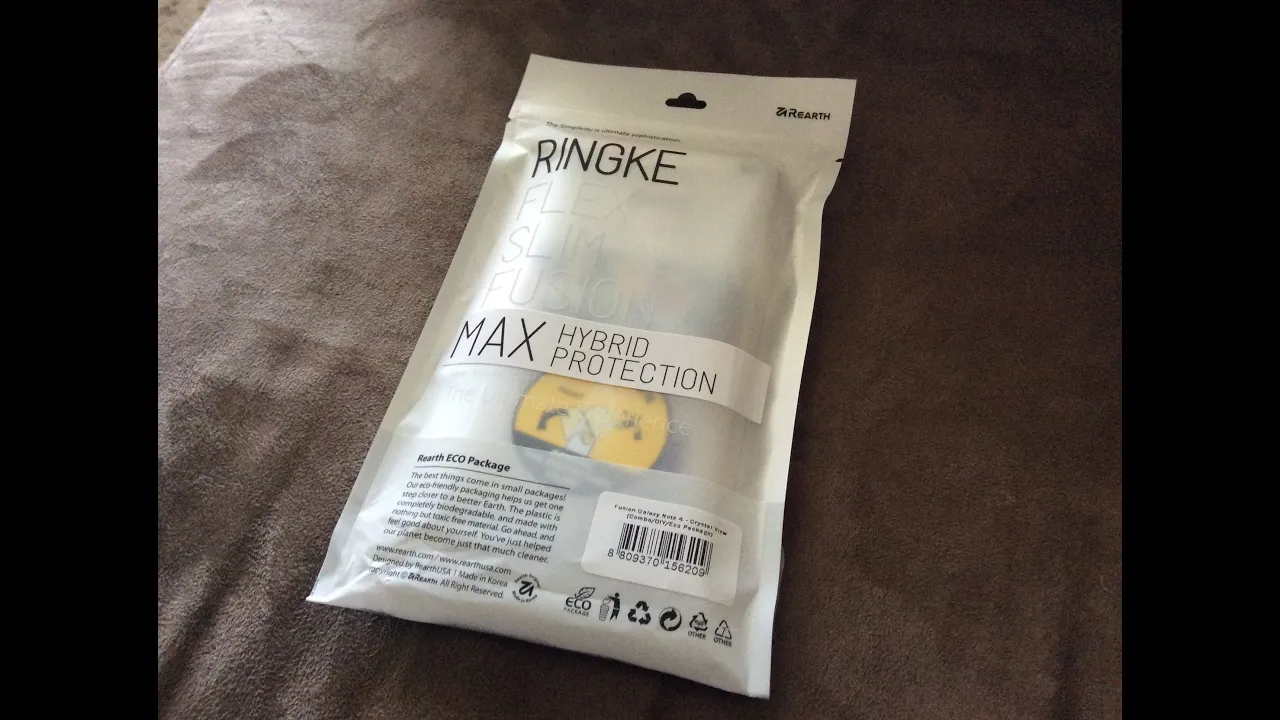 REARTH
The Simplicity is ultimate sophistication.
RINGKE
FLEX
SLIM
FUSION
MAX HYBRID
PROTECTION
The Ultimate Experience
Rearth ECO Package
The best things come in small packages!
Our eco-friendly packaging helps us get one
step closer to a better Earth. The plastic is
completely biodegradable, and made with
nothing but toxic free material. Go ahead, and
feel good about yourself. You've just helped
our planet become just that much cleaner.
www.rearth.com / www.rearthusa.com
Designed by RearthUSA | Made in Korea
opyright © REARTH All Right Reserved.
Fusion Galaxy Note 4 - Crystal View
(Combo/DIY/Eco Package)
8 809370 156209
ECO
PACKAGE
OTHER
OTHER